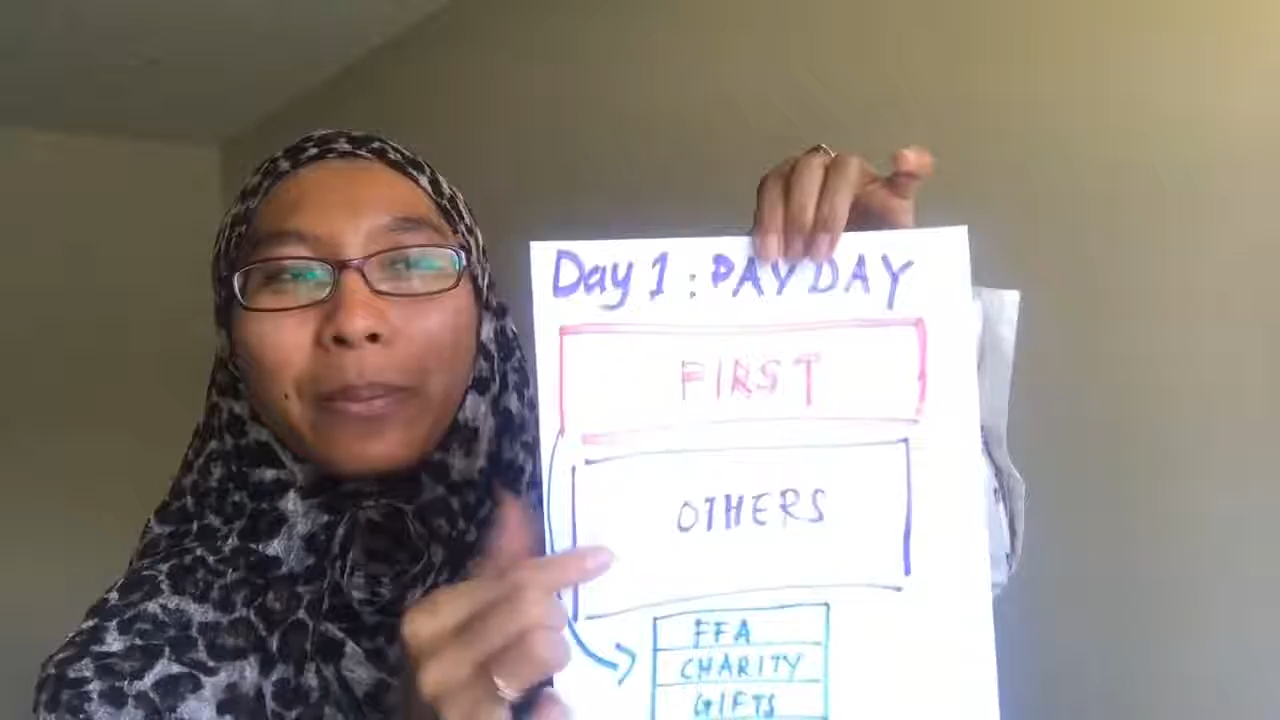 Day 1 : PAYDAY
FIRST
OTHERS
FFA
CHARITY
GIFTS